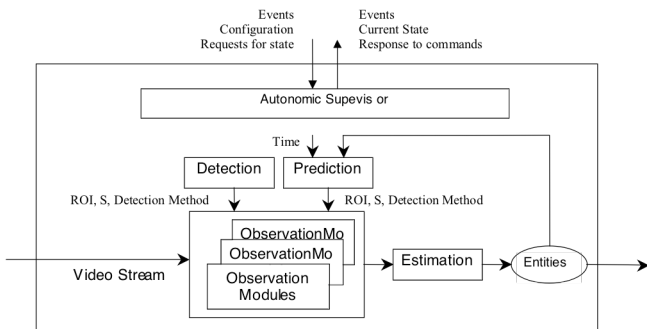 Events
Configuration
Requests for state
Events
Current State
Response to commands
Autonomic Supevis or
Time
Detection
Prediction
ROI, S, Detection Method
ROI, S, Detection Method
ObservationMo
ObservationMo
Observation
Modules
Estimation
Entities
Video Stream